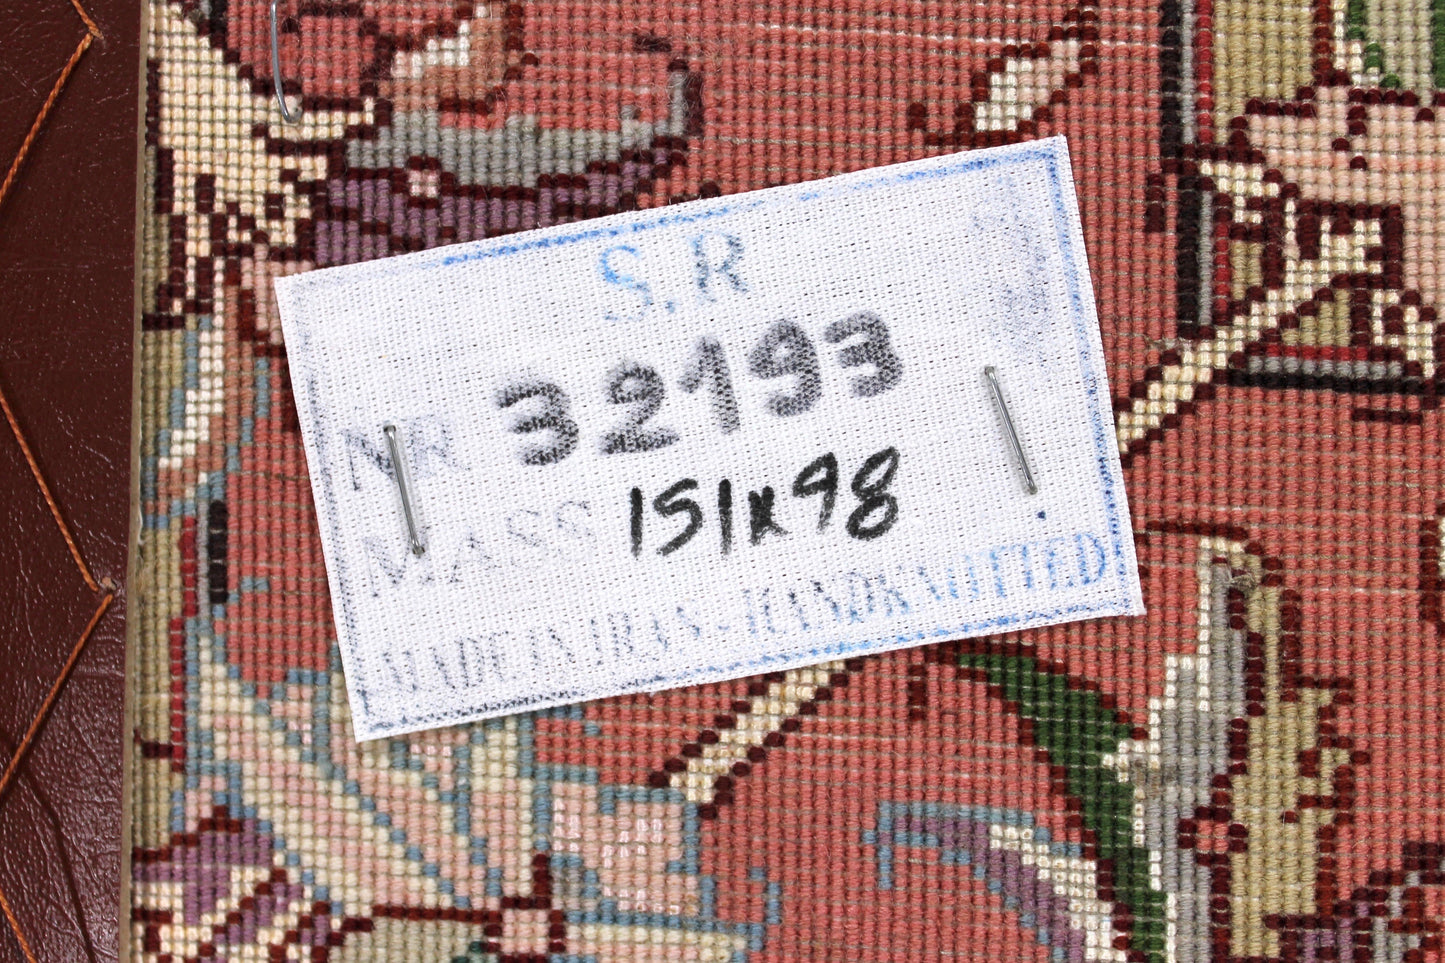 S.R
NR 32193
MASS 151x98
MADE IN IRAN - HANDKNOTTED